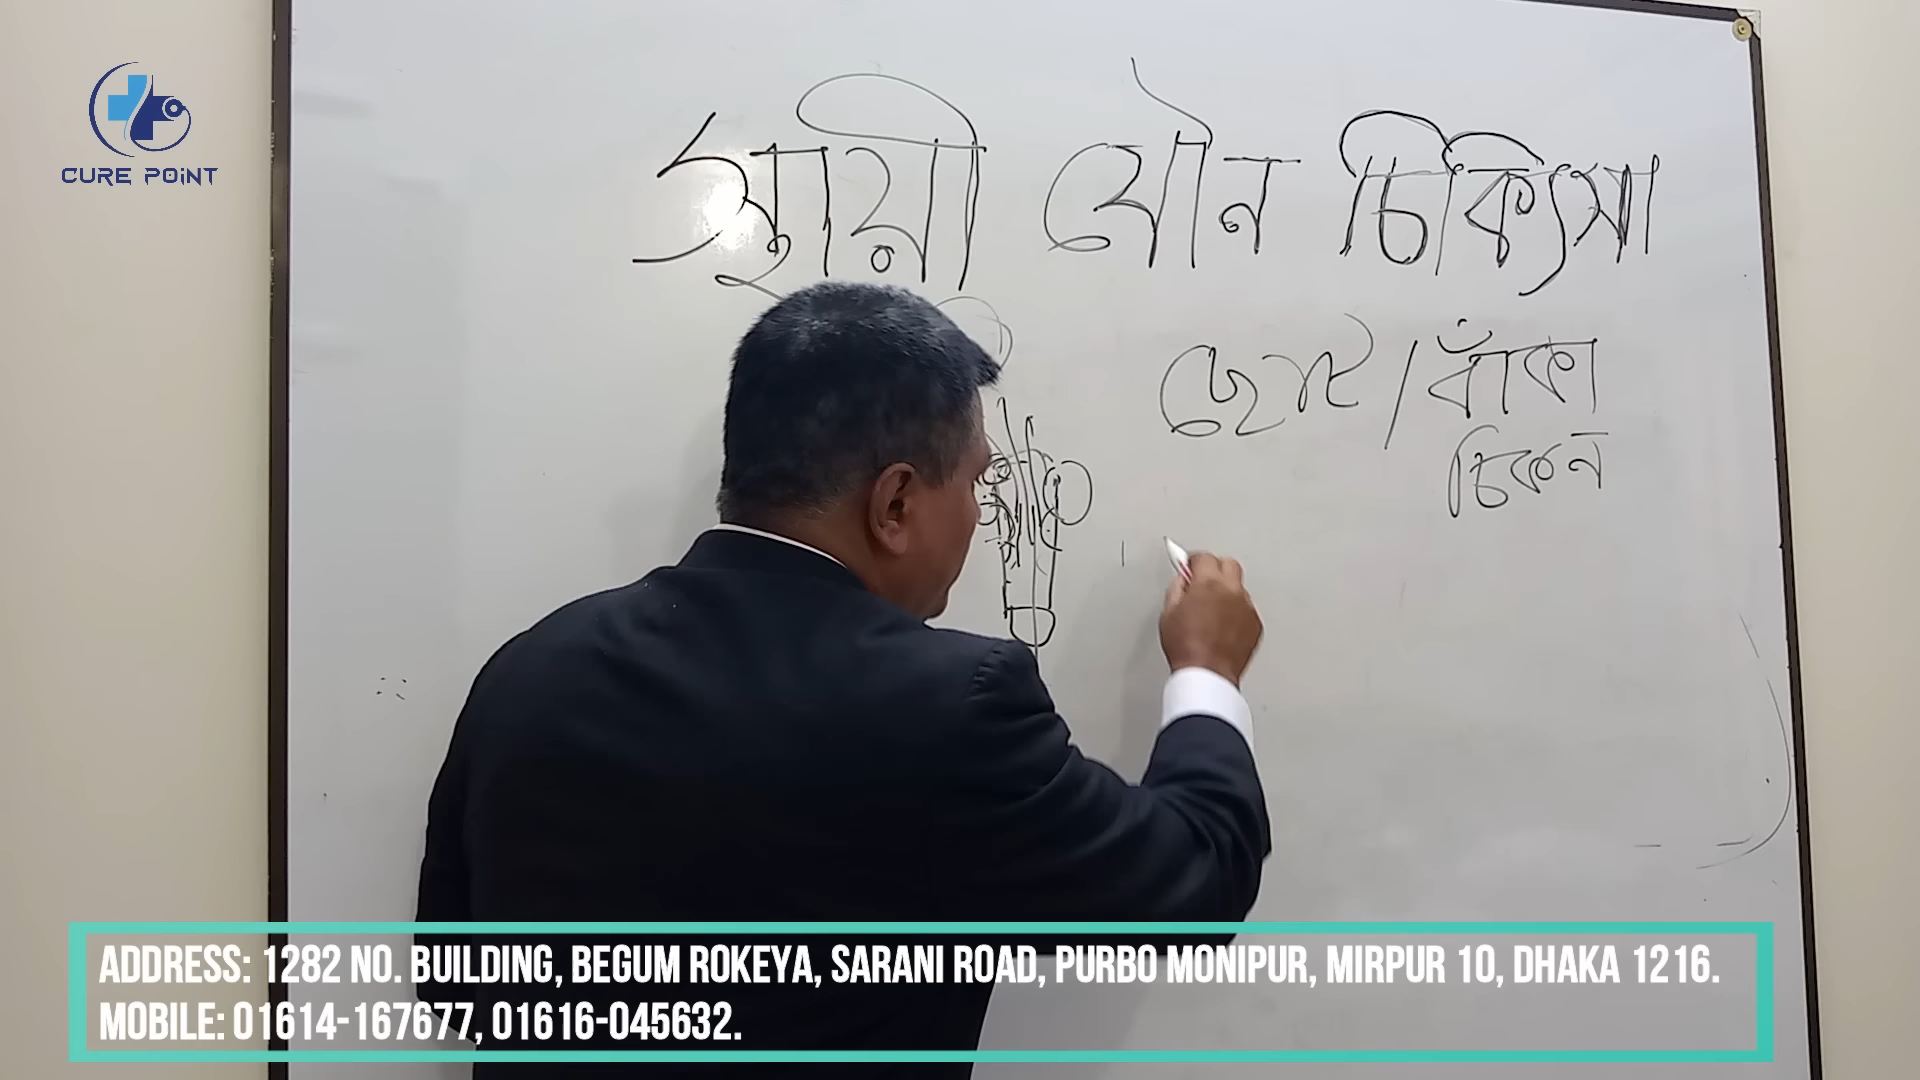 CURE POINT
স্থায়ী যৌন চিকিৎসা
ছোট / বাঁকা
চিকন
ADDRESS: 1282 NO. BUILDING, BEGUM ROKEYA, SARANI ROAD, PURBO MONIPUR, MIRPUR 10, DHAKA 1216.
MOBILE: 01614-167677, 01616-045632.